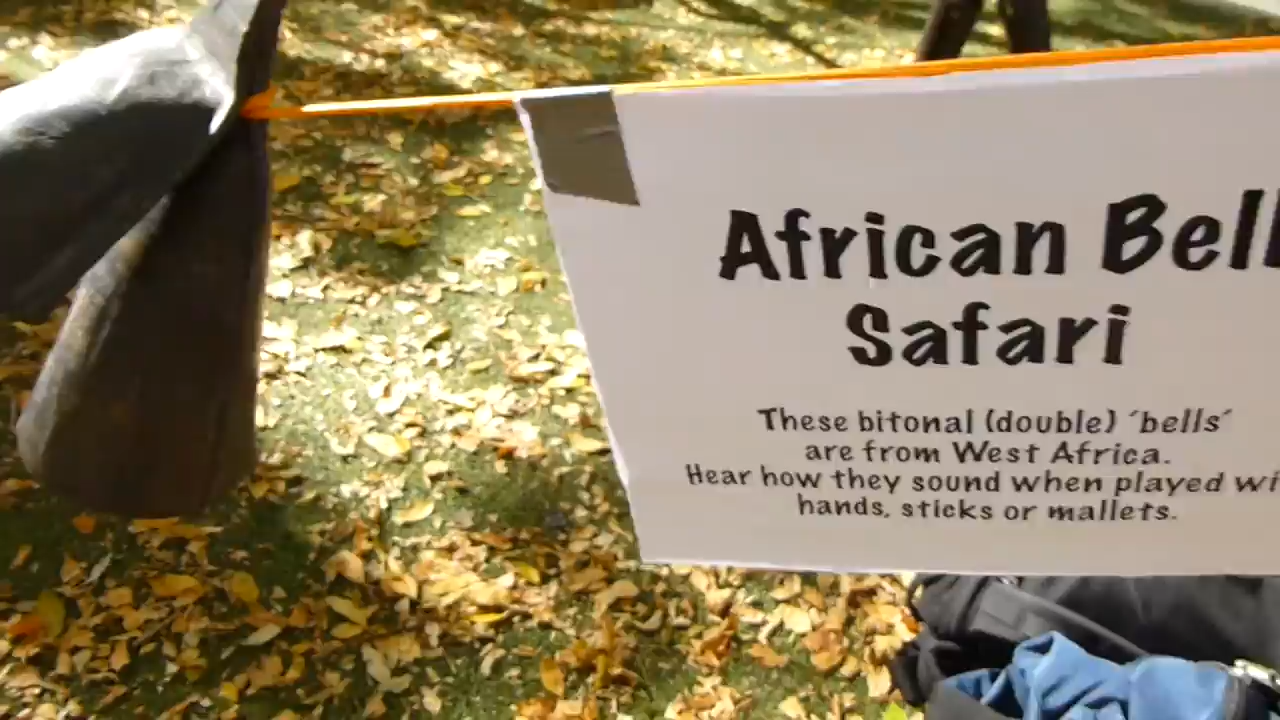 African Bell
Safari
These bitonal (double) ‘bells’
are from West Africa.
Hear how they sound when played wi
hands, sticks or mallets.